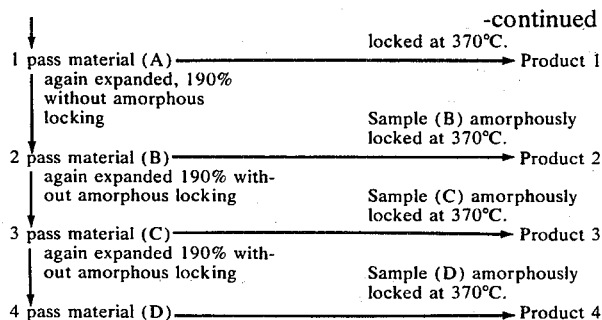 -continued
locked at 370°C.
1 pass material (A) Product 1
again expanded, 190%
without amorphous
locking
Sample (B) amorphously
locked at 370°C.
2 pass material (B) Product 2
again expanded 190% with-
out amorphous locking
Sample (C) amorphously
locked at 370°C.
3 pass material (C) Product 3
again expanded 190% with-
out amorphous locking
Sample (D) amorphously
locked at 370°C.
4 pass material (D) Product 4